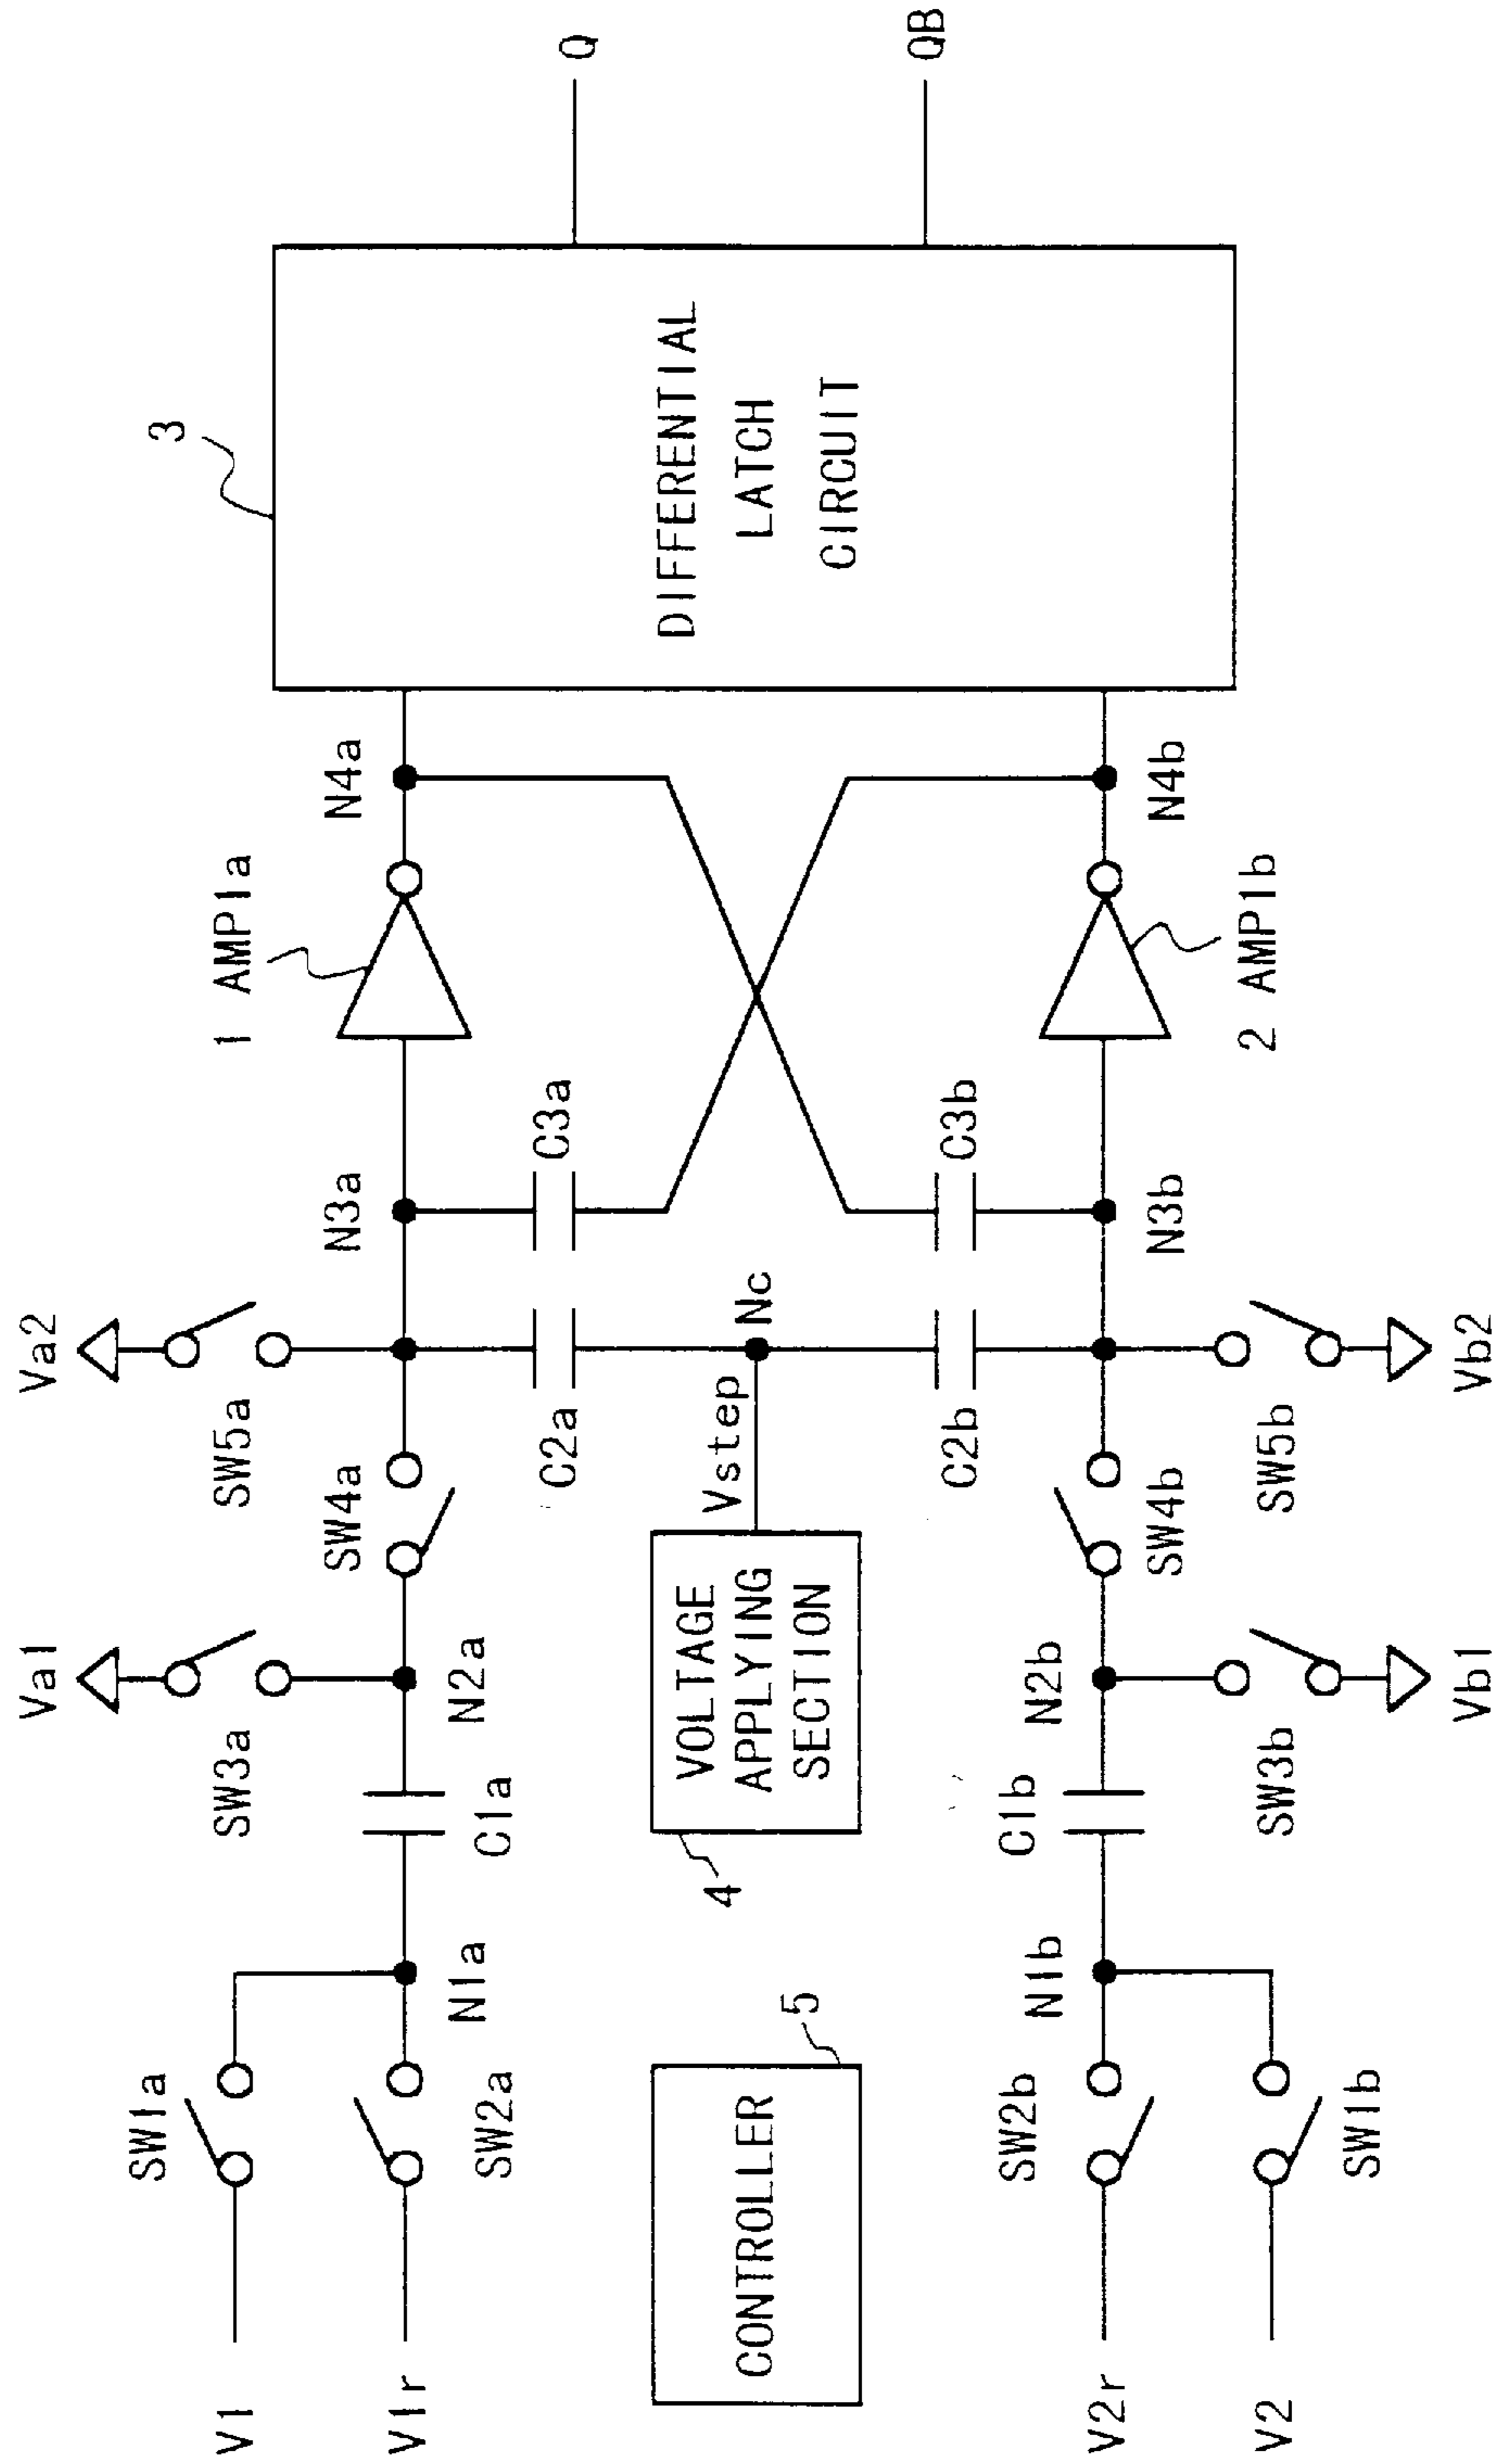 Va1
Va2
SW3a
SW5a
3
V1
SW1a
1 AMP1a
SW4a
N3a
N4a
V1r
SW2a
N1a
C1a
N2a
C2a
C3a
Q
CONTROLLER
5
4
VOLTAGE
APPLYING
SECTION
Vstep
Nc
DIFFERENTIAL
LATCH
CIRCUIT
V2r
SW2b
N1b
C1b
N2b
C2b
C3b
QB
V2
SW1b
SW4b
N3b
N4b
SW3b
SW5b
2 AMP1b
Vb1
Vb2